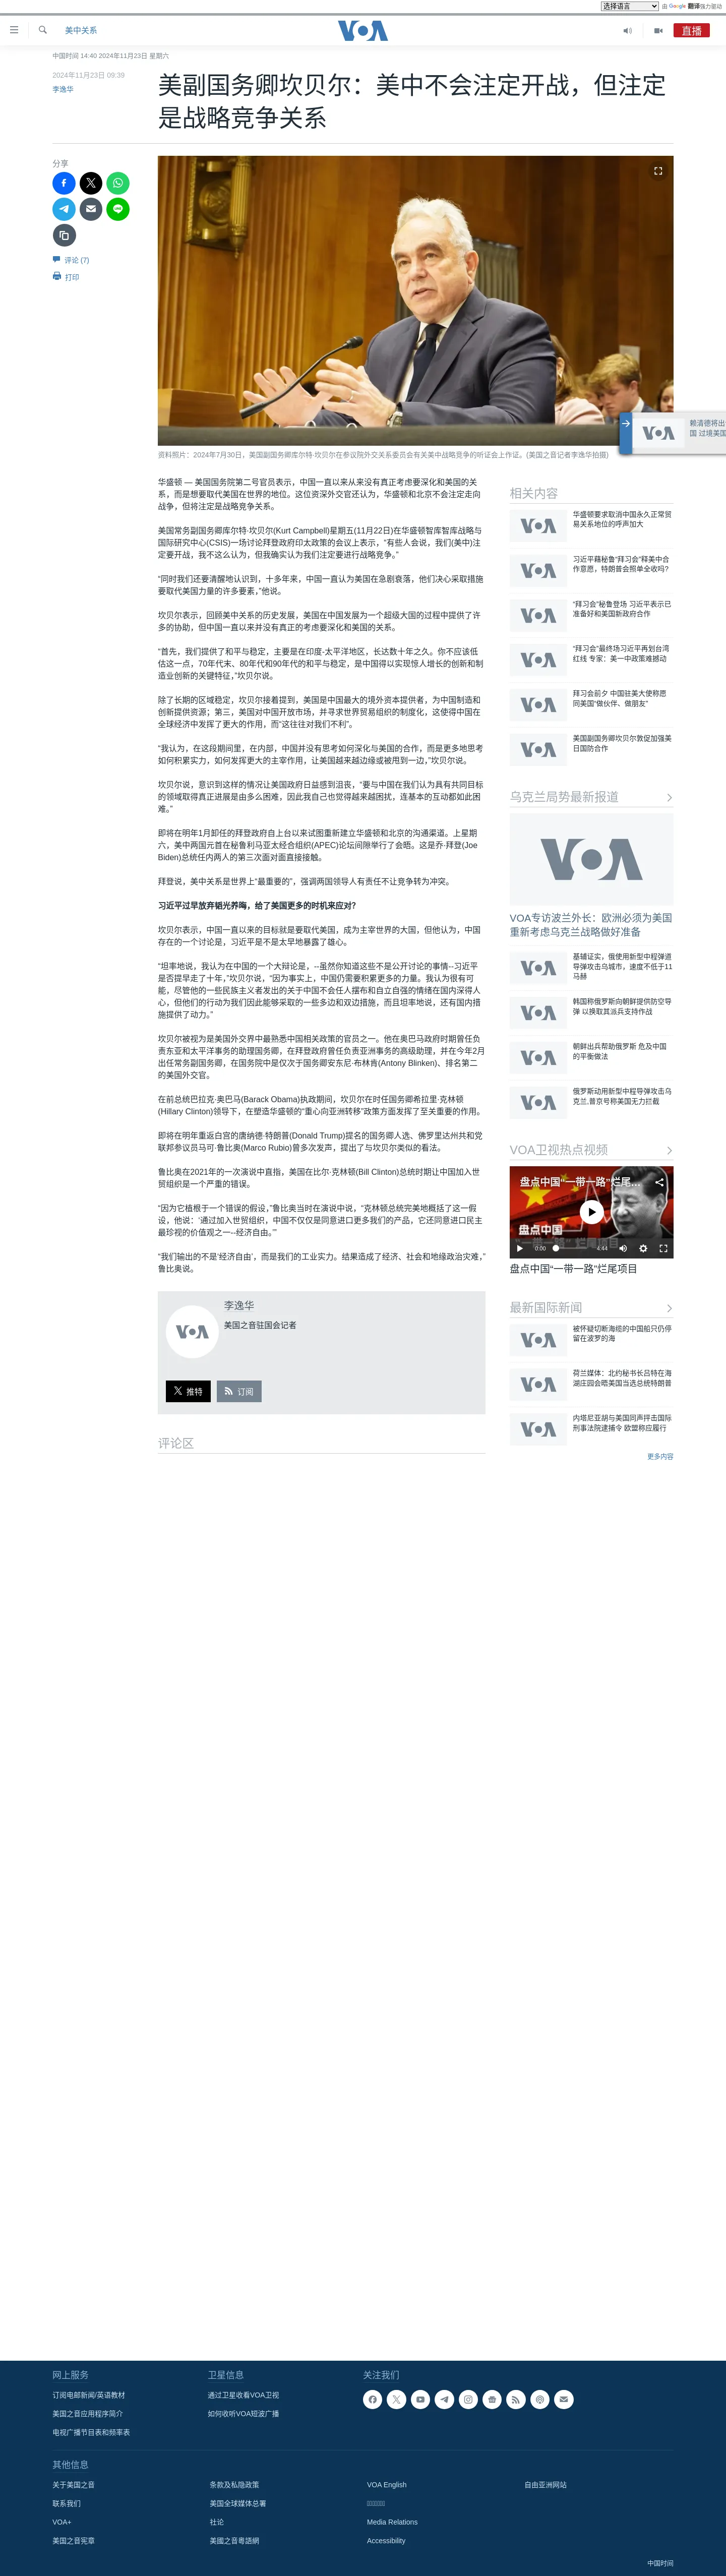 选择语言
由 Google 翻译强力驱动
美中关系
VOA
直播
中国时间 14:40 2024年11月23日 星期六
2024年11月23日 09:39
李逸华
美副国务卿坎贝尔：美中不会注定开战，但注定
是战略竞争关系
分享
评论 (7)
打印
资料照片：2024年7月30日，美国副国务卿库尔特·坎贝尔在参议院外交关系委员会有关美中战略竞争的听证会上作证。(美国之音记者李逸华拍摄)
VOA
赖清德将出
国 过境美国
华盛顿 — 美国国务院第二号官员表示，中国一直以来从来没有真正考虑要深化和美国的关
系，而是想要取代美国在世界的地位。这位资深外交官还认为，华盛顿和北京不会注定走向
战争，但将注定是战略竞争关系。
美国常务副国务卿库尔特·坎贝尔(Kurt Campbell)星期五(11月22日)在华盛顿智库智库战略与
国际研究中心(CSIS)一场讨论拜登政府印太政策的会议上表示，“有些人会说，我们(美中)注
定要开战，我不这么认为，但我确实认为我们注定要进行战略竞争。”
“同时我们还要清醒地认识到，十多年来，中国一直认为美国在急剧衰落，他们决心采取措施
要取代美国力量的许多要素，”他说。
坎贝尔表示，回顾美中关系的历史发展，美国在中国发展为一个超级大国的过程中提供了许
多的协助，但中国一直以来并没有真正的考虑要深化和美国的关系。
“首先，我们提供了和平与稳定，主要是在印度-太平洋地区，长达数十年之久。你不应该低
估这一点，70年代末、80年代和90年代的和平与稳定，是中国得以实现惊人增长的创新和制
造业创新的关键特征，”坎贝尔说。
除了长期的区域稳定，坎贝尔接着提到，美国是中国最大的境外资本提供者，为中国制造和
创新提供资源；第三，美国对中国开放市场，并寻求世界贸易组织的制度化，这使得中国在
全球经济中发挥了更大的作用，而“这往往对我们不利”。
“我认为，在这段期间里，在内部，中国并没有思考如何深化与美国的合作，而是更多地思考
如何积累实力，如何发挥更大的主宰作用，让美国越来越边缘或被甩到一边，”坎贝尔说。
坎贝尔说，意识到这样的情况让美国政府日益感到沮丧，“要与中国在我们认为具有共同目标
的领域取得真正进展是由多么困难，因此我自己也觉得越来越困扰，连基本的互动都如此困
难。”
即将在明年1月卸任的拜登政府自上台以来试图重新建立华盛顿和北京的沟通渠道。上星期
六，美中两国元首在秘鲁利马亚太经合组织(APEC)论坛间隙举行了会晤。这是乔·拜登(Joe
Biden)总统任内两人的第三次面对面直接接触。
拜登说，美中关系是世界上“最重要的”，强调两国领导人有责任不让竞争转为冲突。
习近平过早放弃韬光养晦，给了美国更多的时机来应对？
坎贝尔表示，中国一直以来的目标就是要取代美国，成为主宰世界的大国，但他认为，中国
存在的一个讨论是，习近平是不是太早地暴露了雄心。
“坦率地说，我认为在中国的一个大辩论是，--虽然你知道这些不是公开讨论的事情--习近平
是否提早走了十年，”坎贝尔说，“因为事实上，中国仍需要积累更多的力量。我认为很有可
能，尽管他的一些民族主义者发出的关于中国不会任人摆布和自立自强的情绪在国内深得人
心，但他们的行动为我们因此能够采取的一些多边和双边措施，而且坦率地说，还有国内措
施提供了动力。”
坎贝尔被视为是美国外交界中最熟悉中国相关政策的官员之一。他在奥巴马政府时期曾任负
责东亚和太平洋事务的助理国务卿，在拜登政府曾任负责亚洲事务的高级助理，并在今年2月
出任常务副国务卿，在国务院中是仅次于国务卿安东尼·布林肯(Antony Blinken)、排名第二
的美国外交官。
在前总统巴拉克·奥巴马(Barack Obama)执政期间，坎贝尔在时任国务卿希拉里·克林顿
(Hillary Clinton)领导下，在塑造华盛顿的“重心向亚洲转移”政策方面发挥了至关重要的作用。
即将在明年重返白宫的唐纳德·特朗普(Donald Trump)提名的国务卿人选、佛罗里达州共和党
联邦参议员马可·鲁比奥(Marco Rubio)曾多次发声，提出了与坎贝尔类似的看法。
鲁比奥在2021年的一次演说中直指，美国在比尔·克林顿(Bill Clinton)总统时期让中国加入世
贸组织是一个严重的错误。
“因为它植根于一个错误的假设，”鲁比奥当时在演说中说，“克林顿总统完美地概括了这一假
设，他说：‘通过加入世贸组织，中国不仅仅是同意进口更多我们的产品，它还同意进口民主
最珍视的价值观之一--经济自由。’”
“我们输出的不是‘经济自由’，而是我们的工业实力。结果造成了经济、社会和地缘政治灾难，”
鲁比奥说。
VOA
李逸华
美国之音驻国会记者
推特
订阅
评论区
相关内容
VOA
华盛顿要求取消中国永久正常贸
易关系地位的呼声加大
VOA
习近平藉秘鲁“拜习会”释美中合
作意愿，特朗普会照单全收吗?
VOA
“拜习会”秘鲁登场 习近平表示已
准备好和美国新政府合作
VOA
“拜习会”最终场习近平再划台湾
红线 专家：美一中政策难撼动
VOA
拜习会前夕 中国驻美大使称愿
同美国“做伙伴、做朋友”
VOA
美国副国务卿坎贝尔敦促加强美
日国防合作
乌克兰局势最新报道
VOA
VOA专访波兰外长：欧洲必须为美国
重新考虑乌克兰战略做好准备
VOA
基辅证实，俄使用新型中程弹道
导弹攻击乌城市，速度不低于11
马赫
VOA
韩国称俄罗斯向朝鲜提供防空导
弹 以换取其派兵支持作战
VOA
朝鲜出兵帮助俄罗斯 危及中国
的平衡做法
VOA
俄罗斯动用新型中程导弹攻击乌
克兰,普京号称美国无力拦截
VOA卫视热点视频
盘点中国“一带一路”烂尾...
盘点中国
“一带一路”烂尾项目
0:00
4:44
盘点中国“一带一路”烂尾项目
最新国际新闻
VOA
被怀疑切断海缆的中国船只仍停
留在波罗的海
VOA
荷兰媒体：北约秘书长吕特在海
湖庄园会晤美国当选总统特朗普
VOA
内塔尼亚胡与美国同声抨击国际
刑事法院逮捕令 欧盟称应履行
更多内容
网上服务
订阅电邮新闻/英语教材
美国之音应用程序简介
电视广播节目表和频率表
卫星信息
通过卫星收看VOA卫视
如何收听VOA短波广播
关注我们
其他信息
关于美国之音
条款及私隐政策
VOA English
自由亚洲网站
联系我们
美国全球媒体总署
VOA+
社论
Media Relations
美国之音宪章
美國之音粵語網
Accessibility
中国时间